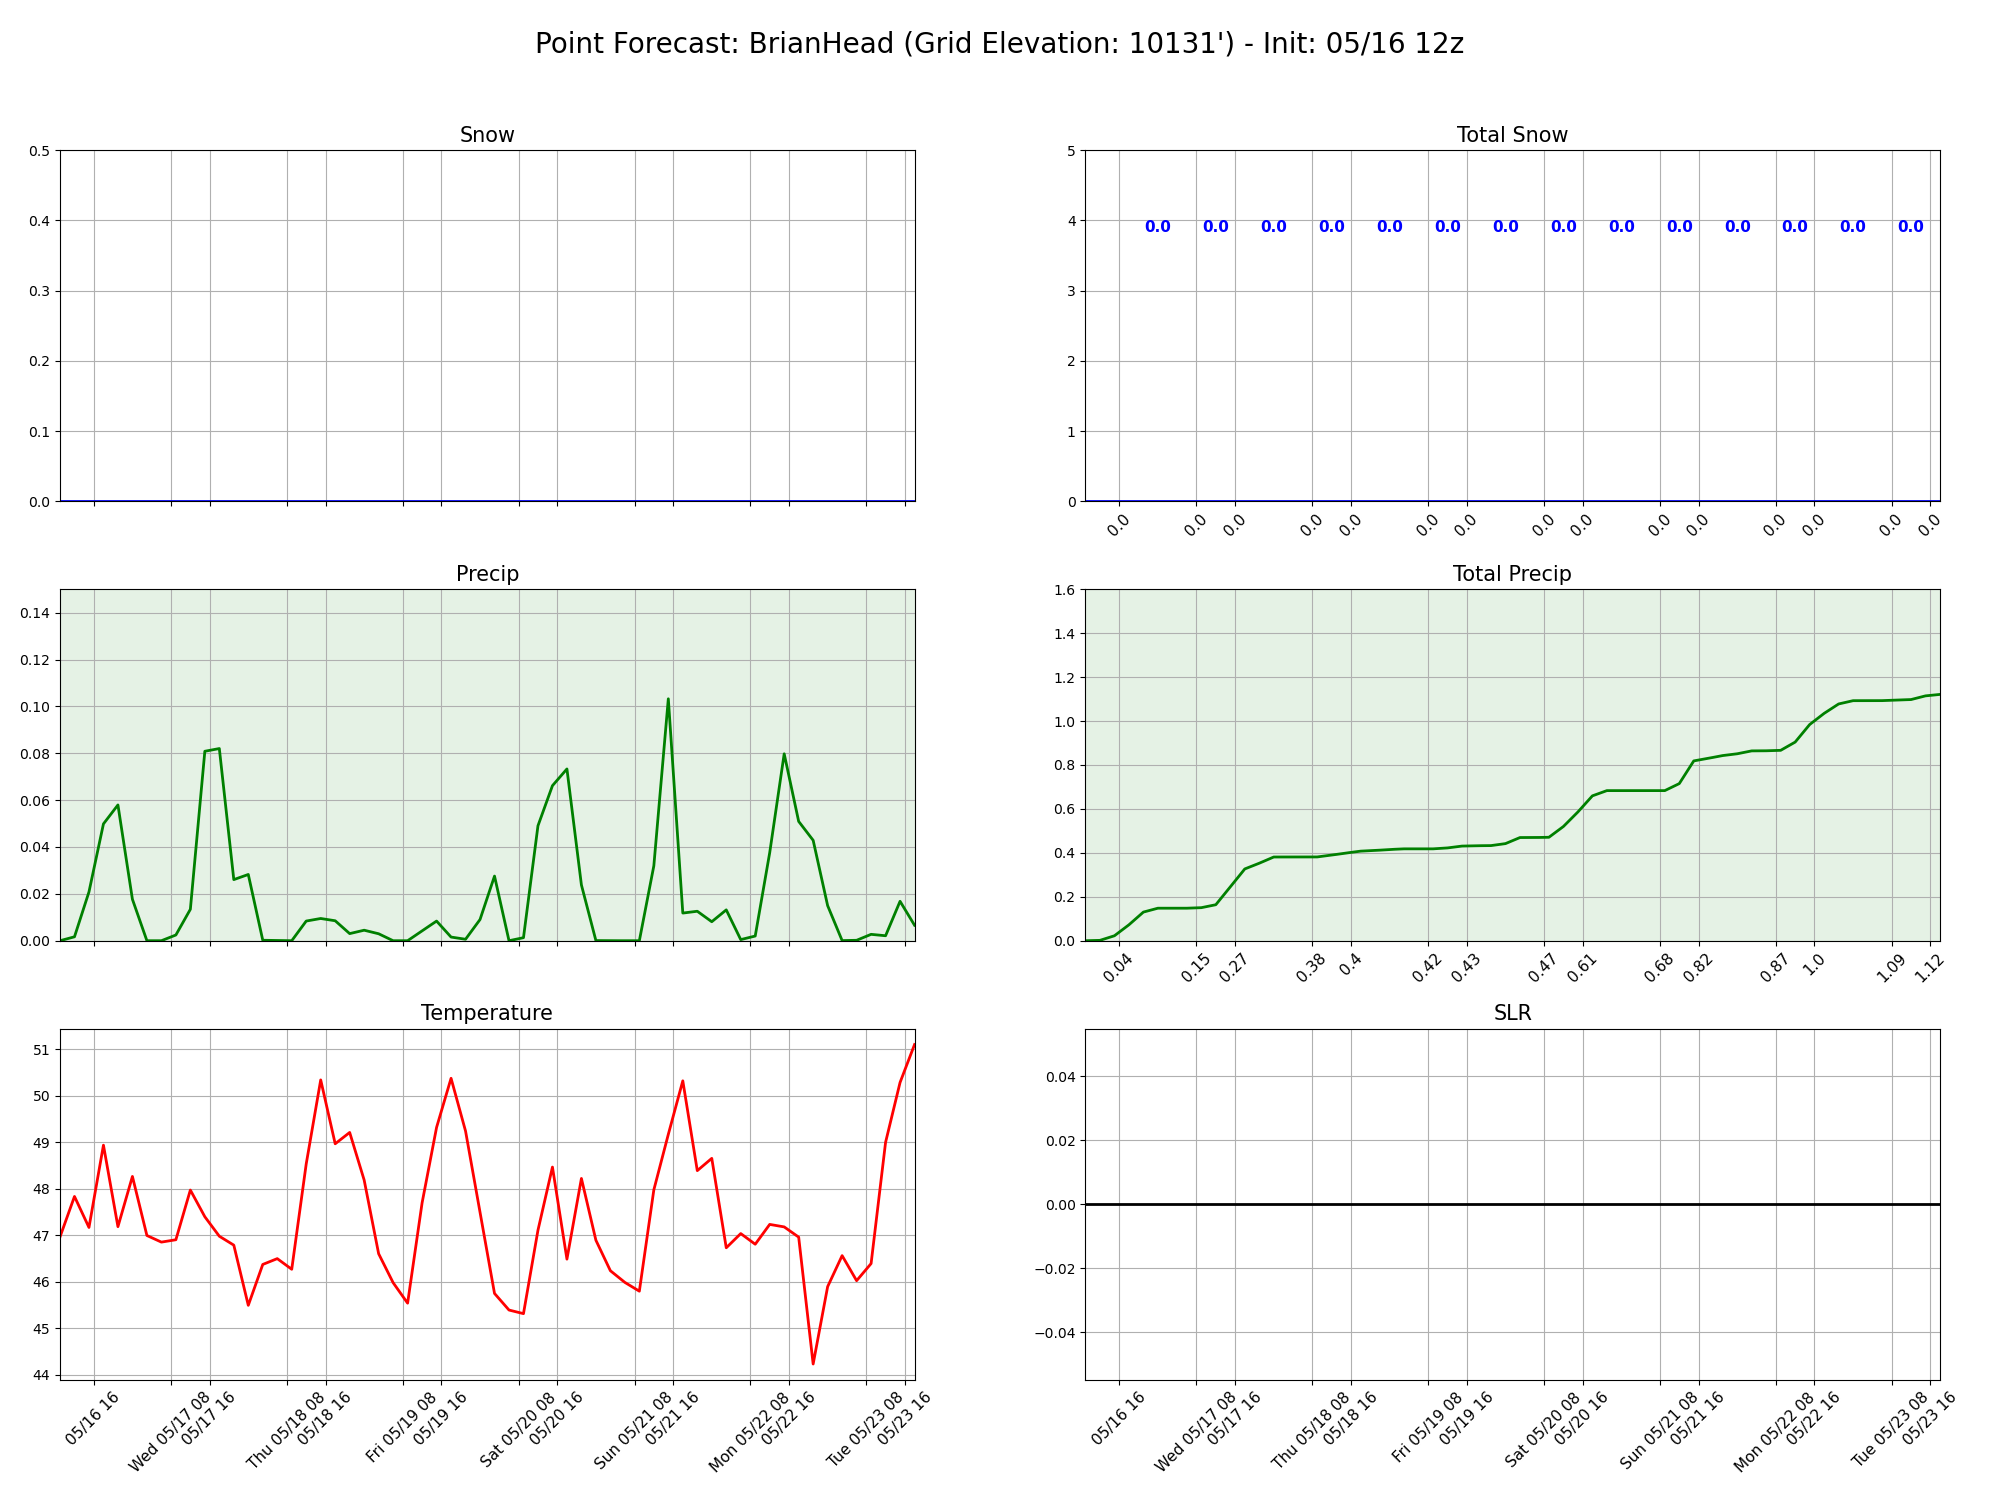 Point Forecast: BrianHead (Grid Elevation: 10131') - Init: 05/16 12z
Snow
0.5
0.4
0.3
0.2
0.1
0.0
Total Snow
5
4
3
2
1
0
0.0 0.0 0.0 0.0 0.0 0.0 0.0 0.0 0.0 0.0 0.0 0.0 0.0 0.0
0.0 0.0 0.0 0.0 0.0 0.0 0.0 0.0 0.0 0.0 0.0 0.0 0.0 0.0 0.0
Precip
0.14
0.12
0.10
0.08
0.06
0.04
0.02
0.00
Total Precip
1.6
1.4
1.2
1.0
0.8
0.6
0.4
0.2
0.0
0.04 0.15 0.27 0.38 0.4 0.42 0.43 0.47 0.61 0.68 0.82 0.87 1.0 1.09 1.12
Temperature
51
50
49
48
47
46
45
44
05/16 16
Wed 05/17 08
05/17 16
Thu 05/18 08
05/18 16
Fri 05/19 08
05/19 16
Sat 05/20 08
05/20 16
Sun 05/21 08
05/21 16
Mon 05/22 08
05/22 16
Tue 05/23 08
05/23 16
SLR
0.04
0.02
0.00
−0.02
−0.04
05/16 16
Wed 05/17 08
05/17 16
Thu 05/18 08
05/18 16
Fri 05/19 08
05/19 16
Sat 05/20 08
05/20 16
Sun 05/21 08
05/21 16
Mon 05/22 08
05/22 16
Tue 05/23 08
05/23 16